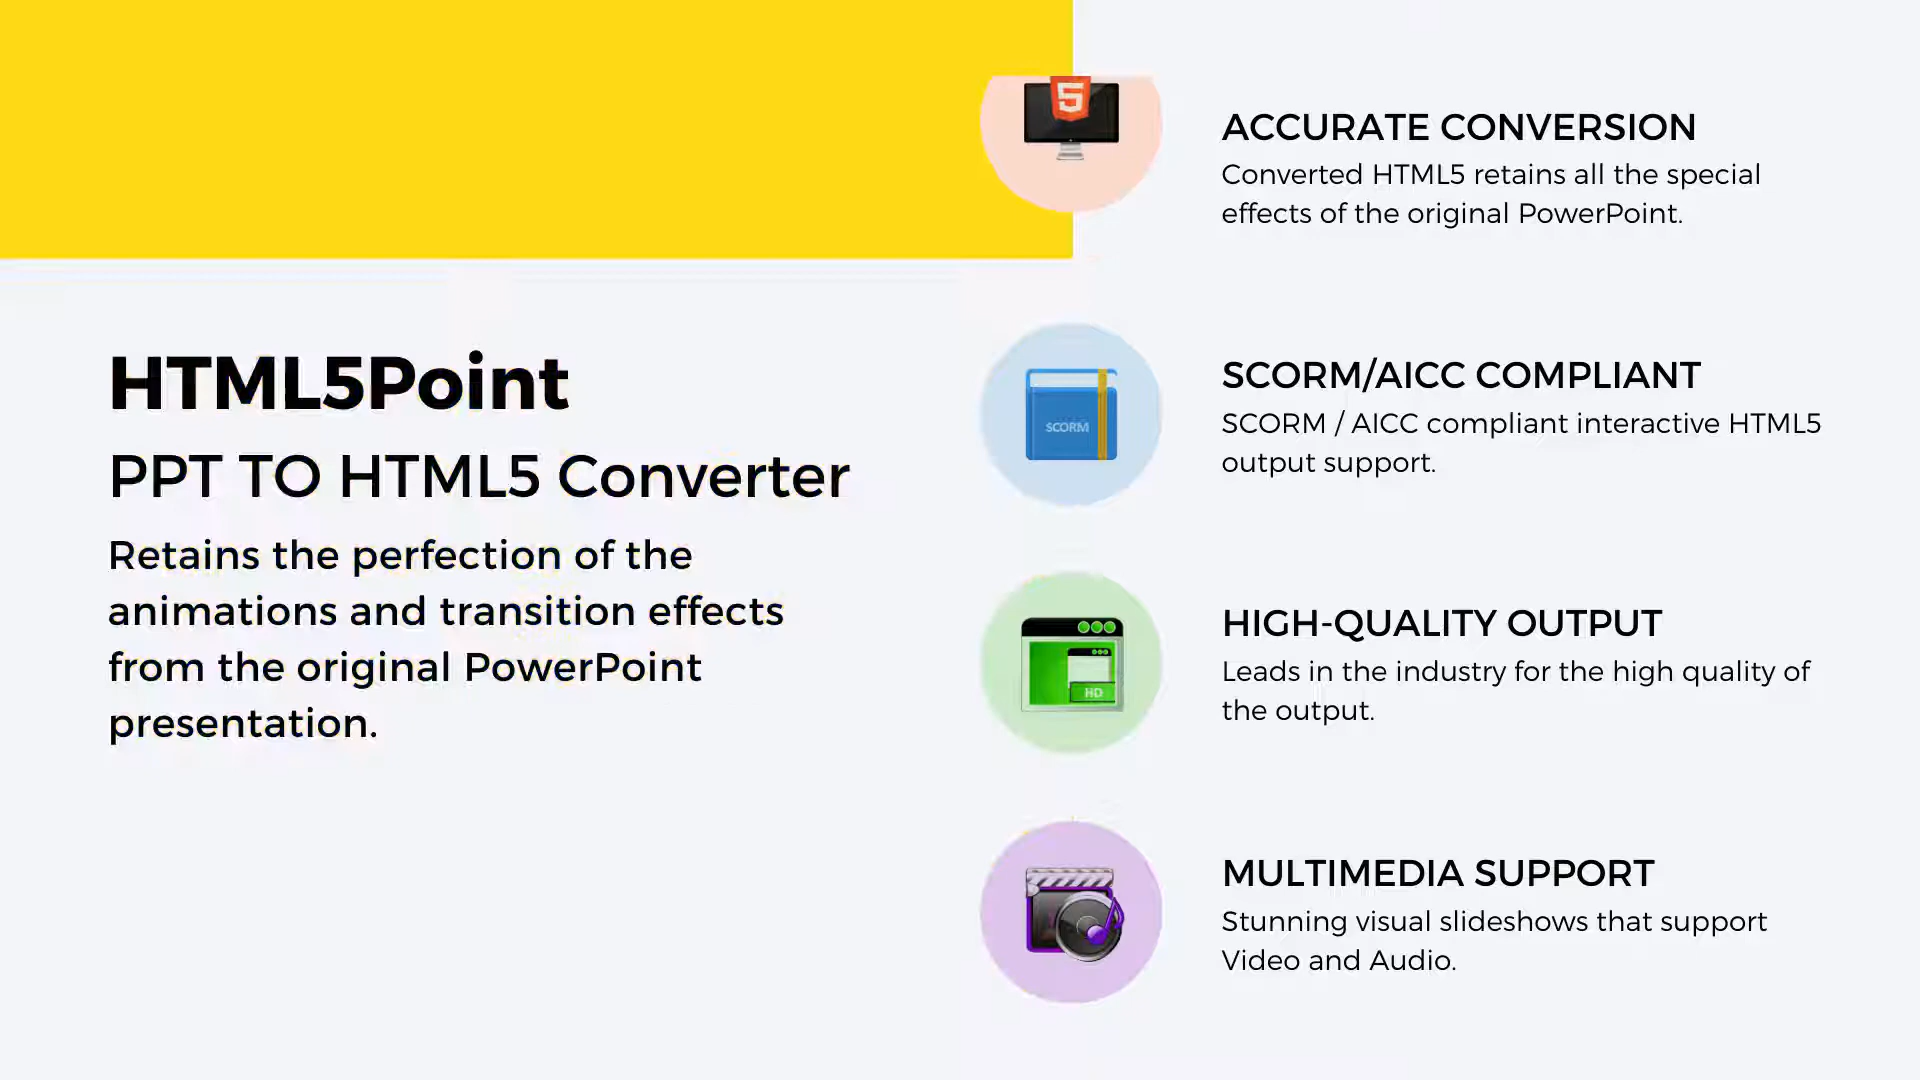 HTML5Point
PPT TO HTML5 Converter
Retains the perfection of the
animations and transition effects
from the original PowerPoint
presentation.
5
ACCURATE CONVERSION
Converted HTML5 retains all the special
effects of the original PowerPoint.
SCORM
SCORM/AICC COMPLIANT
SCORM / AICC compliant interactive HTML5
output support.
HD
HIGH-QUALITY OUTPUT
Leads in the industry for the high quality of
the output.
MULTIMEDIA SUPPORT
Stunning visual slideshows that support
Video and Audio.